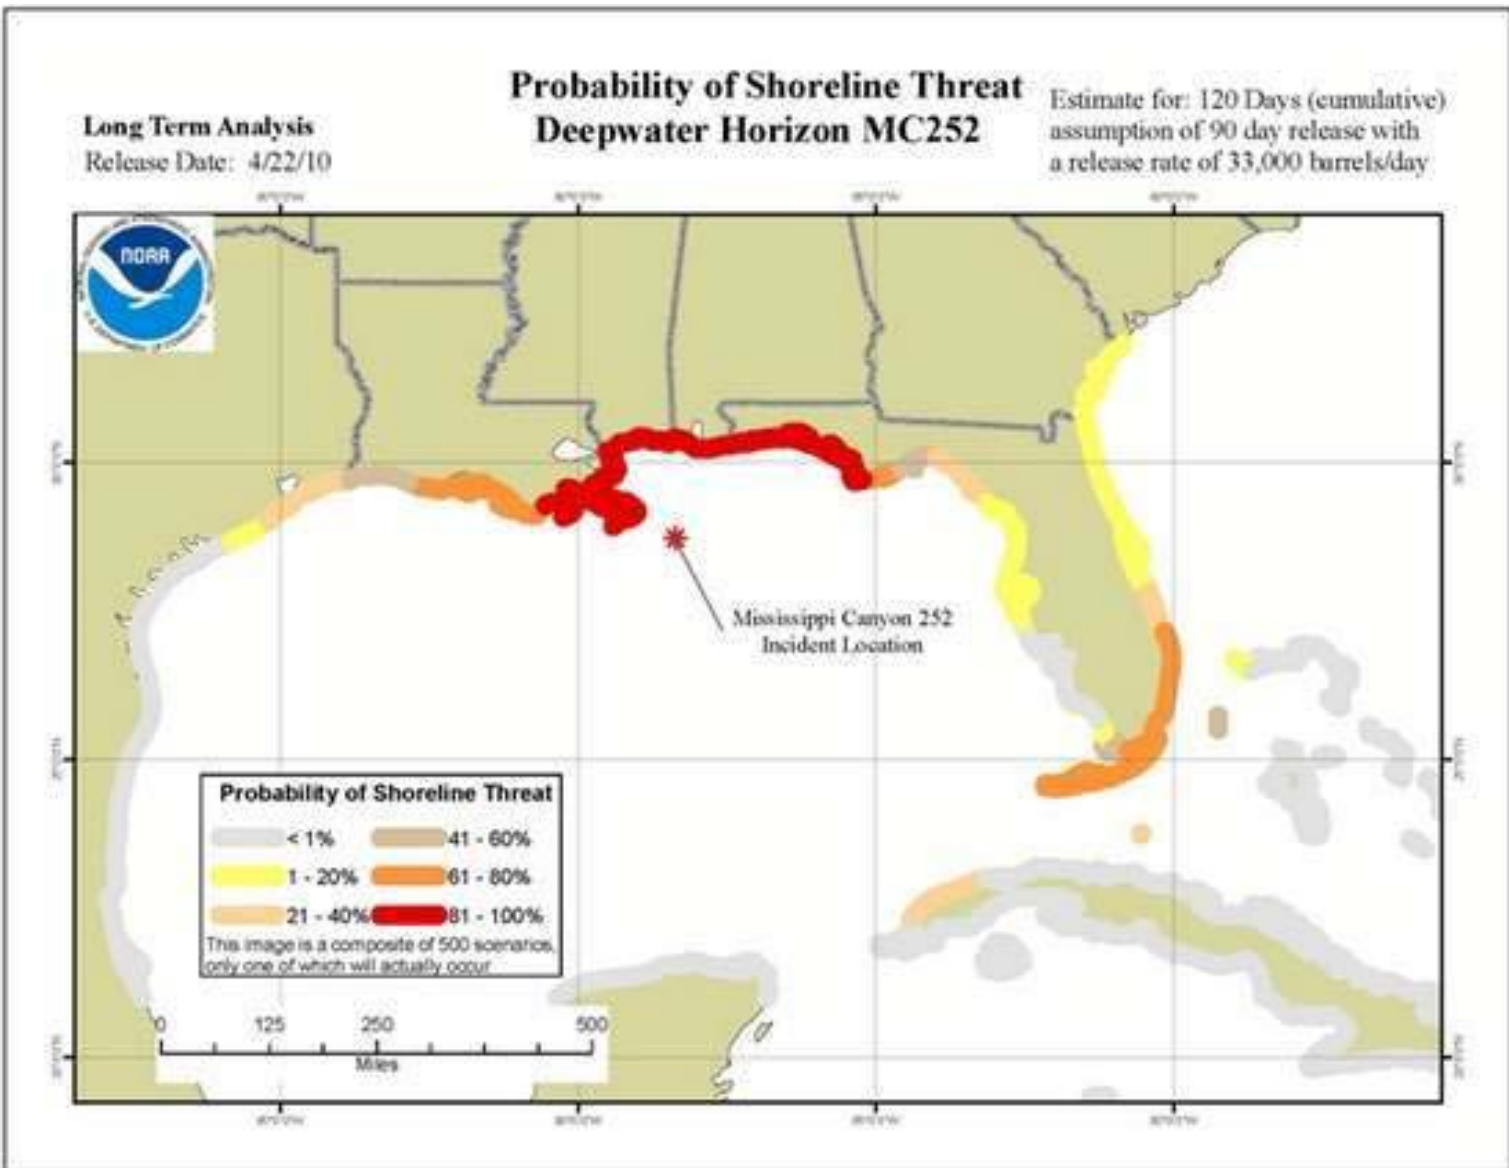 Probability of Shoreline Threat
Deepwater Horizon MC252
Long Term Analysis
Release Date: 4/22/10
Estimate for: 120 Days (cumulative)
assumption of 90 day release with
a release rate of 33,000 barrels/day
NOAA
Mississippi Canyon 252
Incident Location
Probability of Shoreline Threat
< 1%
41 - 60%
1 - 20%
61 - 80%
21 - 40%
81 - 100%
This image is a composite of 500 scenarios,
only one of which will actually occur
0 125 250 500
Miles